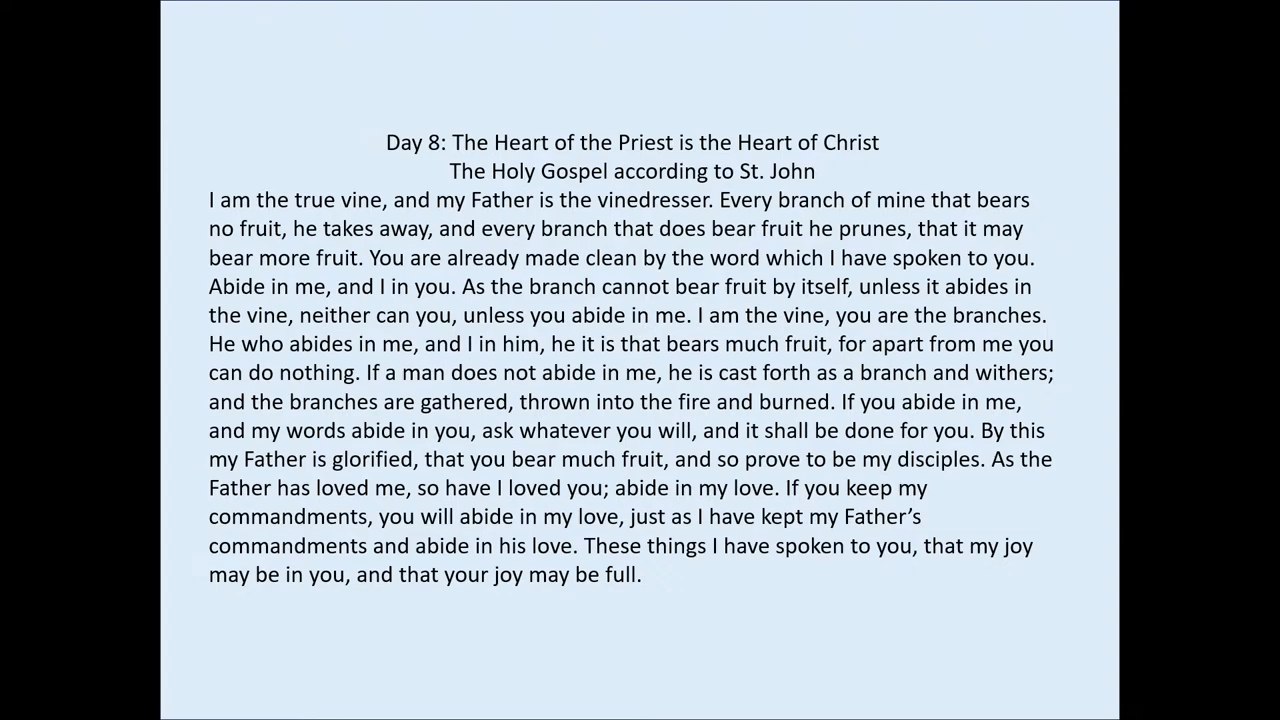 Day 8: The Heart of the Priest is the Heart of Christ
The Holy Gospel according to St. John
I am the true vine, and my Father is the vinedresser. Every branch of mine that bears
no fruit, he takes away, and every branch that does bear fruit he prunes, that it may
bear more fruit. You are already made clean by the word which I have spoken to you.
Abide in me, and I in you. As the branch cannot bear fruit by itself, unless it abides in
the vine, neither can you, unless you abide in me. I am the vine, you are the branches.
He who abides in me, and I in him, he it is that bears much fruit, for apart from me you
can do nothing. If a man does not abide in me, he is cast forth as a branch and withers;
and the branches are gathered, thrown into the fire and burned. If you abide in me,
and my words abide in you, ask whatever you will, and it shall be done for you. By this
my Father is glorified, that you bear much fruit, and so prove to be my disciples. As the
Father has loved me, so have I loved you; abide in my love. If you keep my
commandments, you will abide in my love, just as I have kept my Father’s
commandments and abide in his love. These things I have spoken to you, that my joy
may be in you, and that your joy may be full.